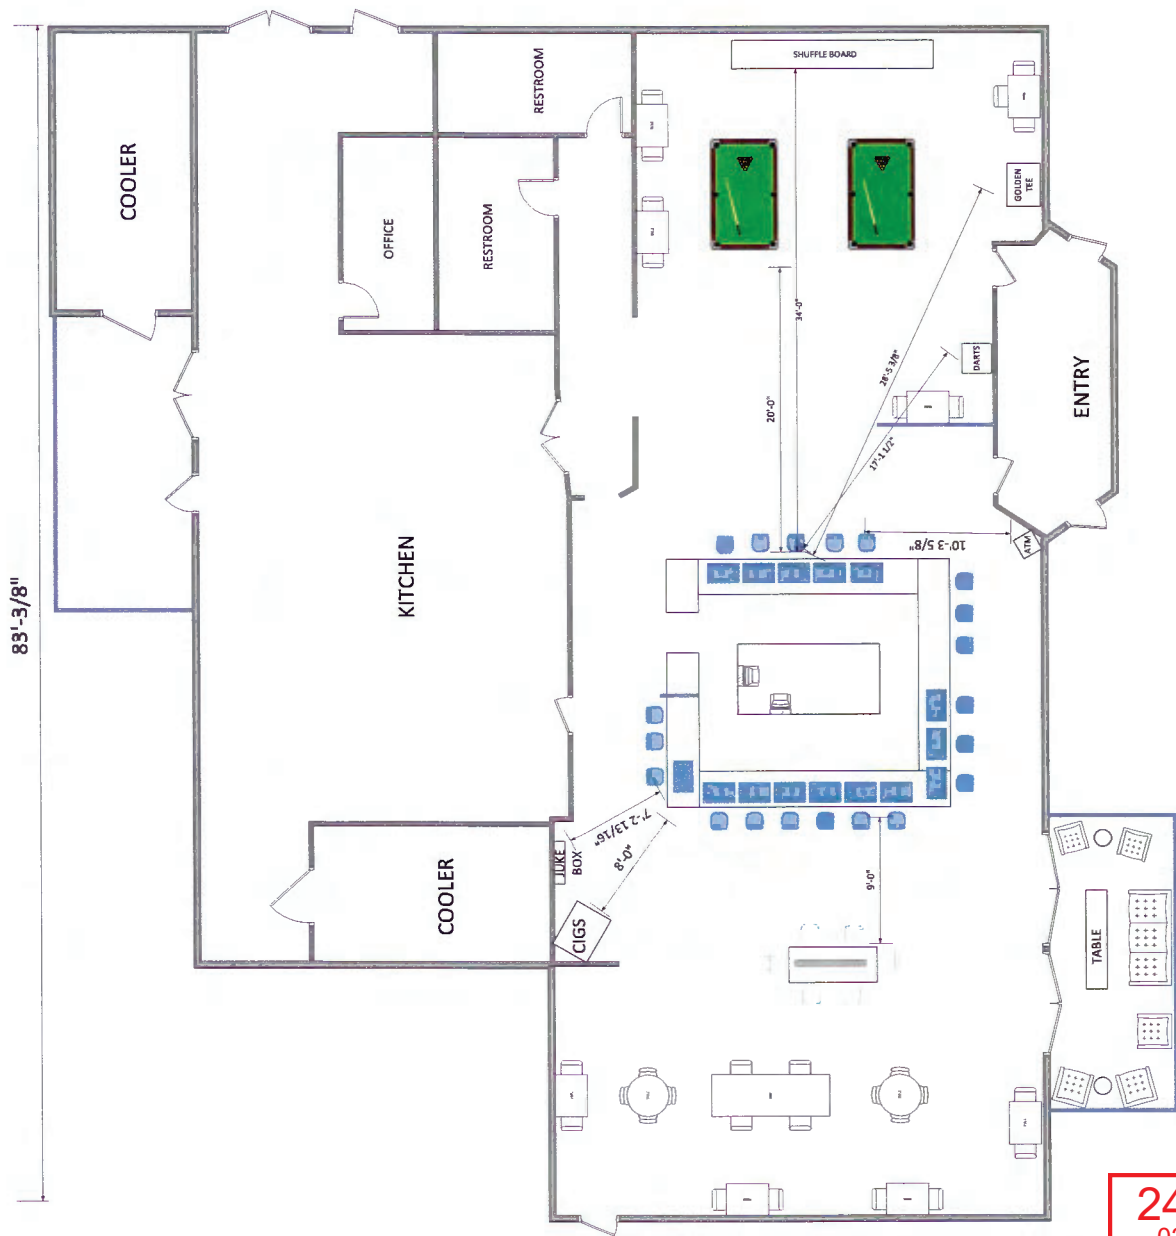 SHUFFLE BOARD
RESTROOM
COOLER
GOLDEN
TEE
OFFICE
RESTROOM
34'-0"
28'-5 3/8"
DARTS
ENTRY
20'-0"
17'-1 1/2"
10'-3 5/8"
ATM
KITCHEN
83'-3/8"
7'-2 13/16"
JUKE
BOX
8'-0"
9'-0"
COOLER
CIGS
TABLE
24